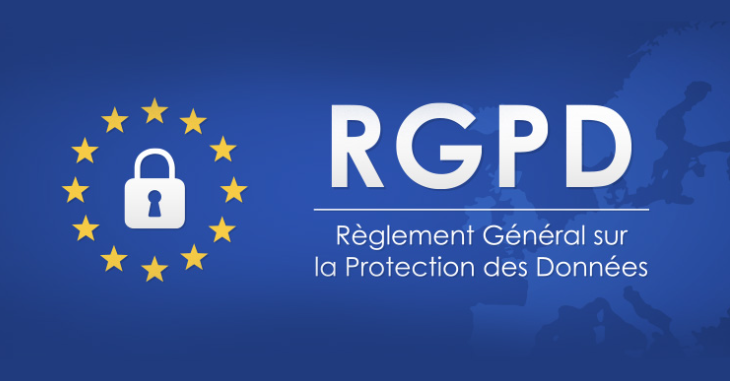 RGPD
Règlement Général sur
la Protection des Données